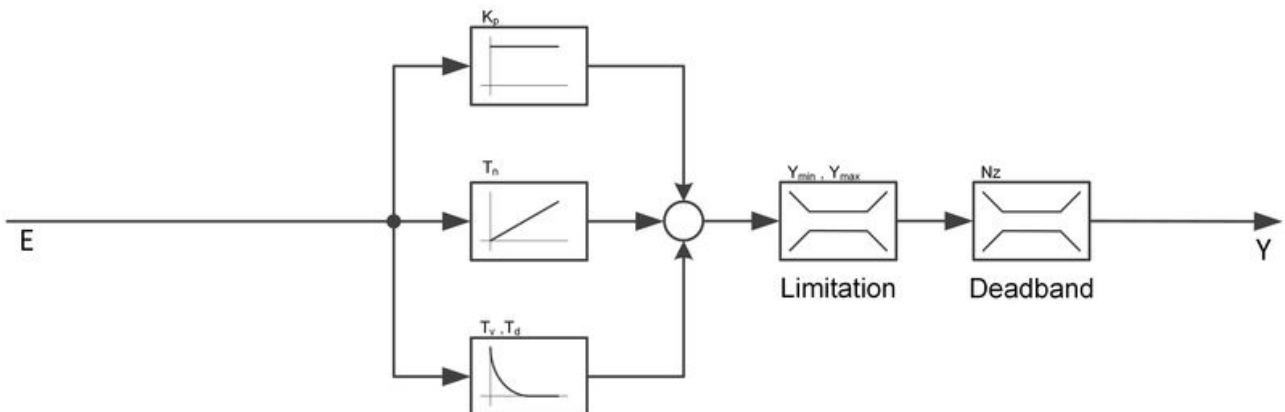 Kp
Tn
Ymin , Ymax
Nz
E
Y
Limitation
Deadband
Tv ,Td